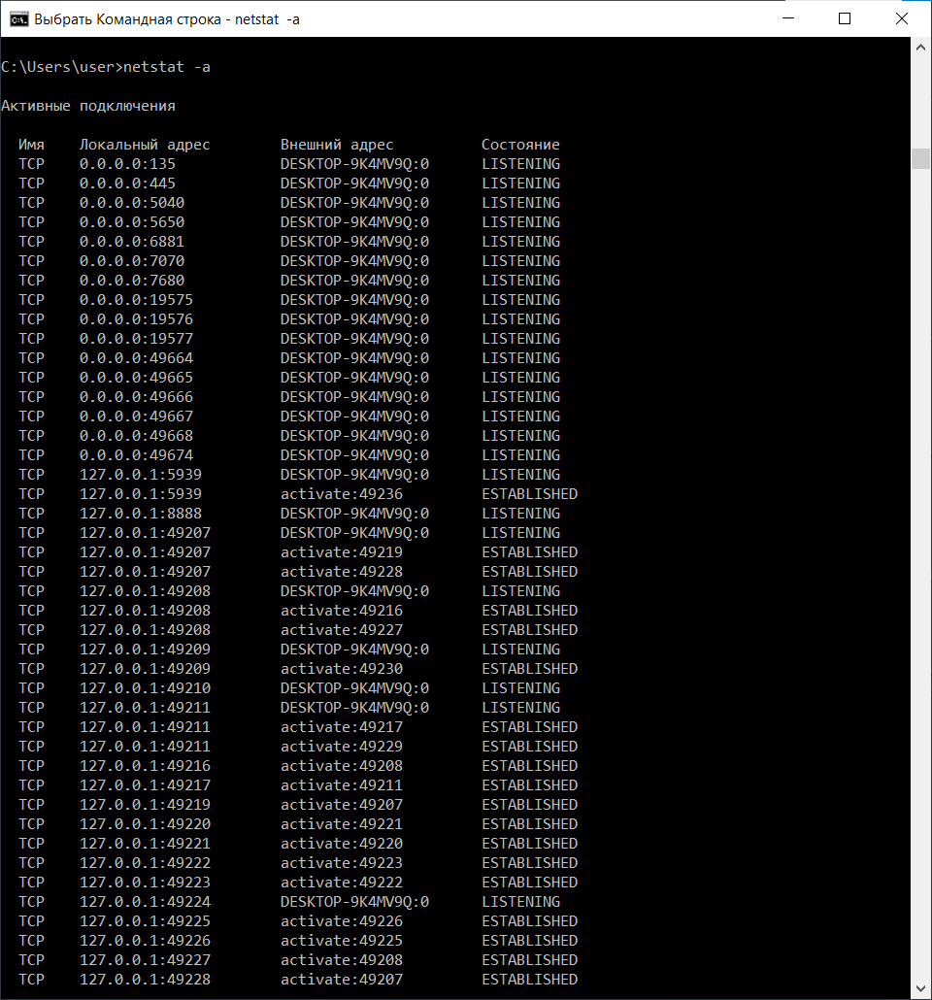 Выбрать Командная строка - netstat -a
C:\Users\user>netstat -a
Активные подключения
Имя Локальный адрес Внешний адрес Состояние
TCP 0.0.0.0:135 DESKTOP-9K4MV9Q:0 LISTENING
TCP 0.0.0.0:445 DESKTOP-9K4MV9Q:0 LISTENING
TCP 0.0.0.0:5040 DESKTOP-9K4MV9Q:0 LISTENING
TCP 0.0.0.0:5650 DESKTOP-9K4MV9Q:0 LISTENING
TCP 0.0.0.0:6881 DESKTOP-9K4MV9Q:0 LISTENING
TCP 0.0.0.0:7070 DESKTOP-9K4MV9Q:0 LISTENING
TCP 0.0.0.0:7680 DESKTOP-9K4MV9Q:0 LISTENING
TCP 0.0.0.0:19575 DESKTOP-9K4MV9Q:0 LISTENING
TCP 0.0.0.0:19576 DESKTOP-9K4MV9Q:0 LISTENING
TCP 0.0.0.0:19577 DESKTOP-9K4MV9Q:0 LISTENING
TCP 0.0.0.0:49664 DESKTOP-9K4MV9Q:0 LISTENING
TCP 0.0.0.0:49665 DESKTOP-9K4MV9Q:0 LISTENING
TCP 0.0.0.0:49666 DESKTOP-9K4MV9Q:0 LISTENING
TCP 0.0.0.0:49667 DESKTOP-9K4MV9Q:0 LISTENING
TCP 0.0.0.0:49668 DESKTOP-9K4MV9Q:0 LISTENING
TCP 0.0.0.0:49674 DESKTOP-9K4MV9Q:0 LISTENING
TCP 127.0.0.1:5939 DESKTOP-9K4MV9Q:0 LISTENING
TCP 127.0.0.1:5939 activate:49236 ESTABLISHED
TCP 127.0.0.1:8888 DESKTOP-9K4MV9Q:0 LISTENING
TCP 127.0.0.1:49207 DESKTOP-9K4MV9Q:0 LISTENING
TCP 127.0.0.1:49207 activate:49219 ESTABLISHED
TCP 127.0.0.1:49207 activate:49228 ESTABLISHED
TCP 127.0.0.1:49208 DESKTOP-9K4MV9Q:0 LISTENING
TCP 127.0.0.1:49208 activate:49216 ESTABLISHED
TCP 127.0.0.1:49208 activate:49227 ESTABLISHED
TCP 127.0.0.1:49209 DESKTOP-9K4MV9Q:0 LISTENING
TCP 127.0.0.1:49209 activate:49230 ESTABLISHED
TCP 127.0.0.1:49210 DESKTOP-9K4MV9Q:0 LISTENING
TCP 127.0.0.1:49211 DESKTOP-9K4MV9Q:0 LISTENING
TCP 127.0.0.1:49211 activate:49217 ESTABLISHED
TCP 127.0.0.1:49211 activate:49229 ESTABLISHED
TCP 127.0.0.1:49216 activate:49208 ESTABLISHED
TCP 127.0.0.1:49217 activate:49211 ESTABLISHED
TCP 127.0.0.1:49219 activate:49207 ESTABLISHED
TCP 127.0.0.1:49220 activate:49221 ESTABLISHED
TCP 127.0.0.1:49221 activate:49220 ESTABLISHED
TCP 127.0.0.1:49222 activate:49223 ESTABLISHED
TCP 127.0.0.1:49223 activate:49222 ESTABLISHED
TCP 127.0.0.1:49224 DESKTOP-9K4MV9Q:0 LISTENING
TCP 127.0.0.1:49225 activate:49226 ESTABLISHED
TCP 127.0.0.1:49226 activate:49225 ESTABLISHED
TCP 127.0.0.1:49227 activate:49208 ESTABLISHED
TCP 127.0.0.1:49228 activate:49207 ESTABLISHED